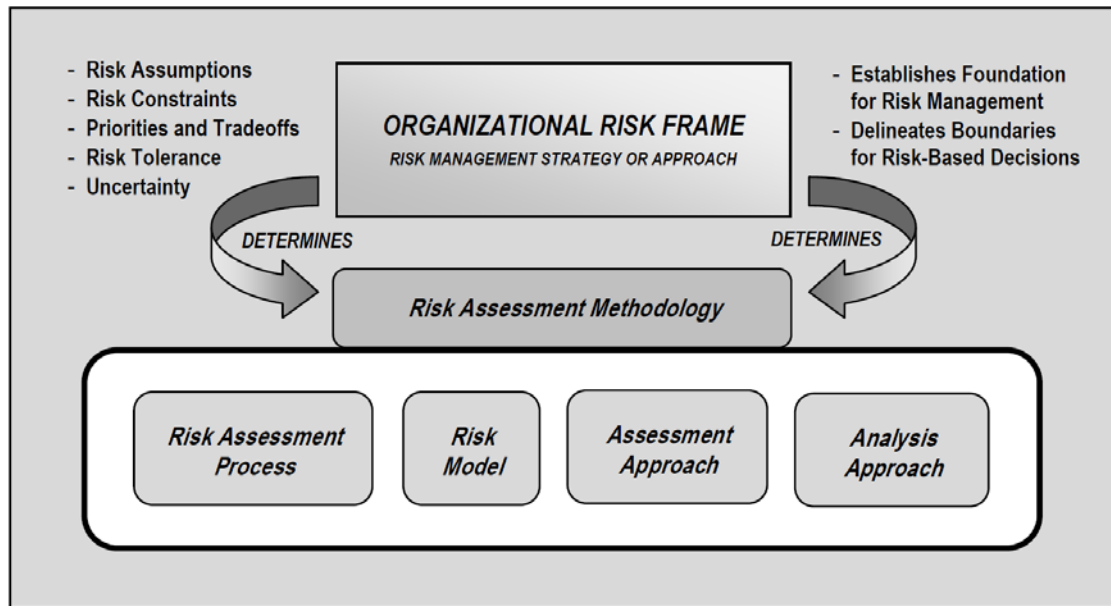 - Risk Assumptions
- Risk Constraints
- Priorities and Tradeoffs
- Risk Tolerance
- Uncertainty
ORGANIZATIONAL RISK FRAME
RISK MANAGEMENT STRATEGY OR APPROACH
- Establishes Foundation
for Risk Management
- Delineates Boundaries
for Risk-Based Decisions
DETERMINES
DETERMINES
Risk Assessment Methodology
Risk Assessment
Process
Risk
Model
Assessment
Approach
Analysis
Approach